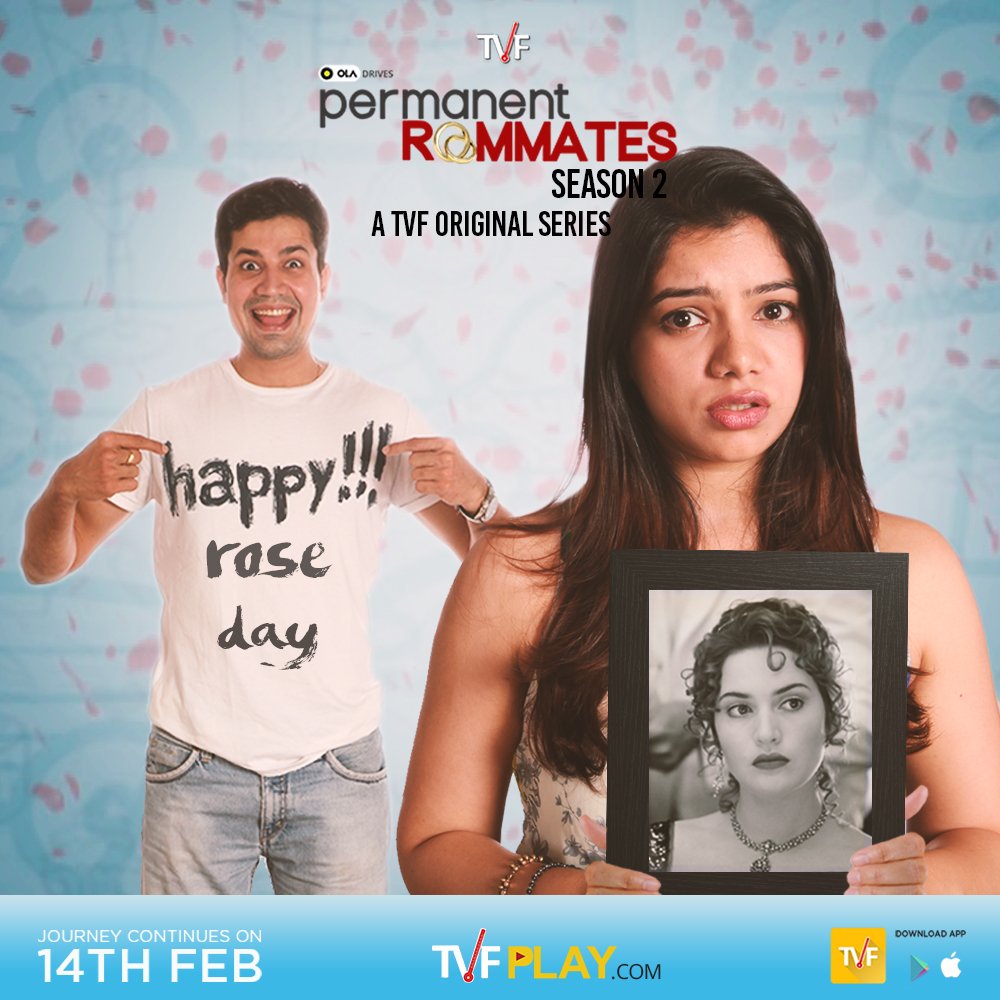 TVF
OLA DRIVES
permanent
ROOMMATES
SEASON 2
A TVF ORIGINAL SERIES
happy!!!
rose
day
JOURNEY CONTINUES ON
14TH FEB
TVFPLAY.COM
TVF
DOWNLOAD APP